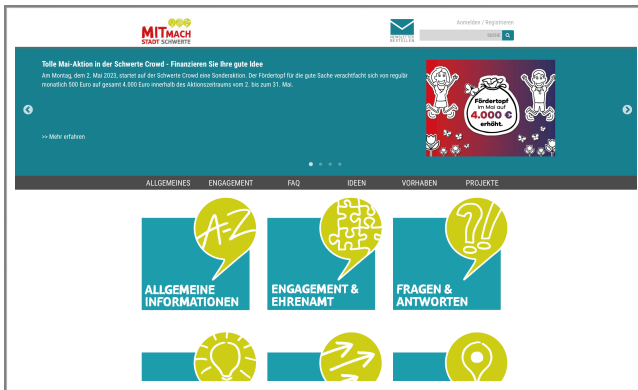 MITMACH
STADT SCHWERTE
NEWSLETTER
BESTELLEN
Anmelden / Registrieren
SUCHE
Tolle Mai-Aktion in der Schwerte Crowd - Finanzieren Sie Ihre gute Idee
Am Montag, dem 2. Mai 2023, startet auf der Schwerte Crowd eine Sonderaktion. Der Fördertopf für die gute Sache verachtfacht sich von regulär
monatlich 500 Euro auf gesamt 4.000 Euro innerhalb des Aktionszeitraums vom 2. bis zum 31. Mai.
>> Mehr erfahren
Fördertopf
im Mai auf
4.000 €
erhöht.
ALLGEMEINES ENGAGEMENT FAQ IDEEN VORHABEN PROJEKTE
A=Z
?!
ALLGEMEINE
INFORMATIONEN
ENGAGEMENT &
EHRENAMT
FRAGEN &
ANTWORTEN